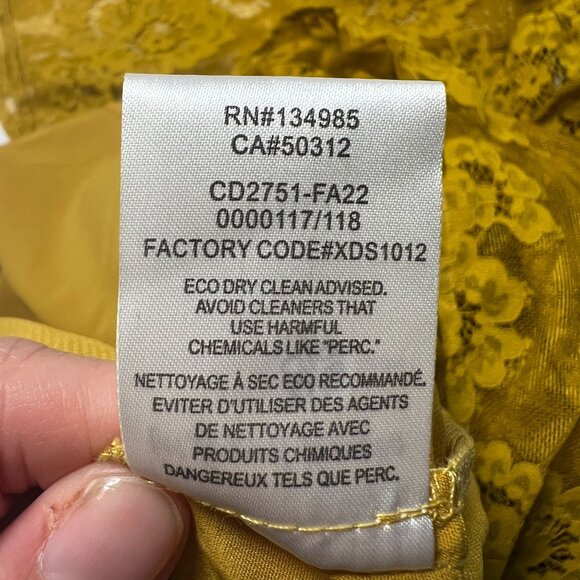 RN#134985
CA#50312
CD2751-FA22
0000117/118
FACTORY CODE#XDS1012
ECO DRY CLEAN ADVISED.
AVOID CLEANERS THAT
USE HARMFUL
CHEMICALS LIKE "PERC."
NETTOYAGE À SEC ECO RECOMMANDÉ.
EVITER D'UTILISER DES AGENTS
DE NETTOYAGE AVEC
PRODUITS CHIMIQUES
DANGEREUX TELS QUE PERC.